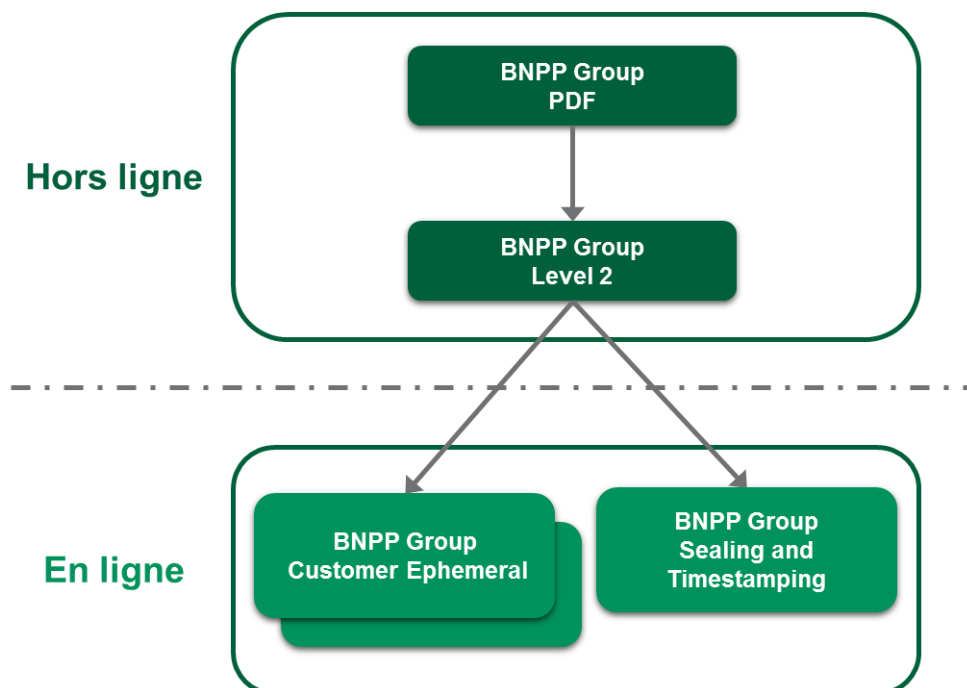 BNPP Group
PDF
Hors ligne
BNPP Group
Level 2
BNPP Group
Customer Ephemeral
BNPP Group
Sealing and
Timestamping
En ligne